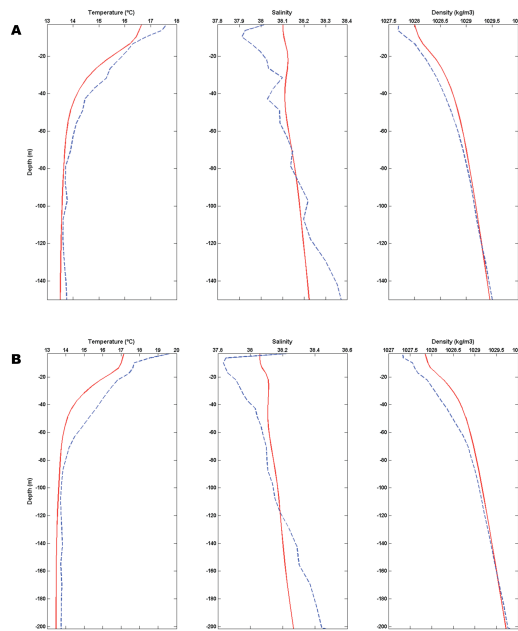 Temperature (ºC)
13 14 15 16 17 18
Salinity
37.8 37.9 38 38.1 38.2 38.3 38.4
Density (kg/m3)
1027.5 1028 1028.5 1029 1029.5
A
Depth (m)
-20
-40
-60
-80
-100
-120
-140
Temperature (ºC)
13 14 15 16 17 18 19 20
Salinity
37.8 38 38.2 38.4 38.6
Density (kg/m3)
1027 1027.5 1028 1028.5 1029 1029.5
B
Depth (m)
-20
-40
-60
-80
-100
-120
-140
-160
-180
-200